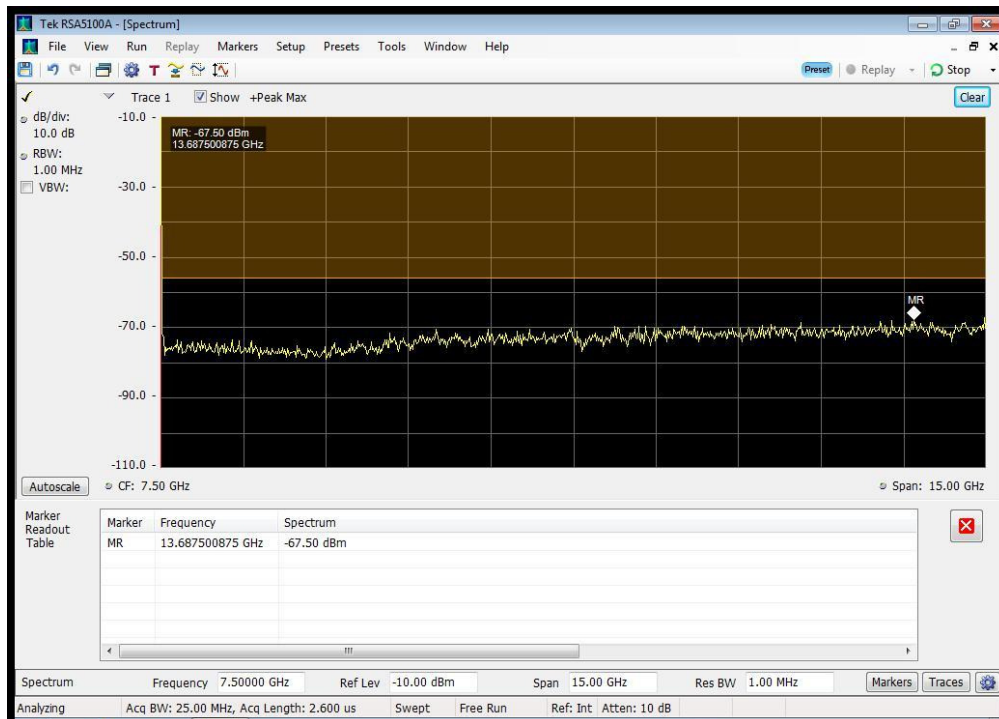 Tek RSA5100A - [Spectrum]
File View Run Replay Markers Setup Presets Tools Window Help
T
Preset Replay Stop
Trace 1 Show +Peak Max Clear
dB/div:
10.0 dB
RBW:
1.00 MHz
VBW:
-10.0
MR: -67.50 dBm
13.687500875 GHz
-30.0
-50.0
MR
-70.0
-90.0
-110.0
Autoscale CF: 7.50 GHz Span: 15.00 GHz
Marker
Readout
Table
Marker Frequency Spectrum
MR 13.687500875 GHz -67.50 dBm
Spectrum Frequency 7.50000 GHz Ref Lev -10.00 dBm Span 15.00 GHz Res BW 1.00 MHz Markers Traces
Analyzing Acq BW: 25.00 MHz, Acq Length: 2.600 us Swept Free Run Ref: Int Atten: 10 dB